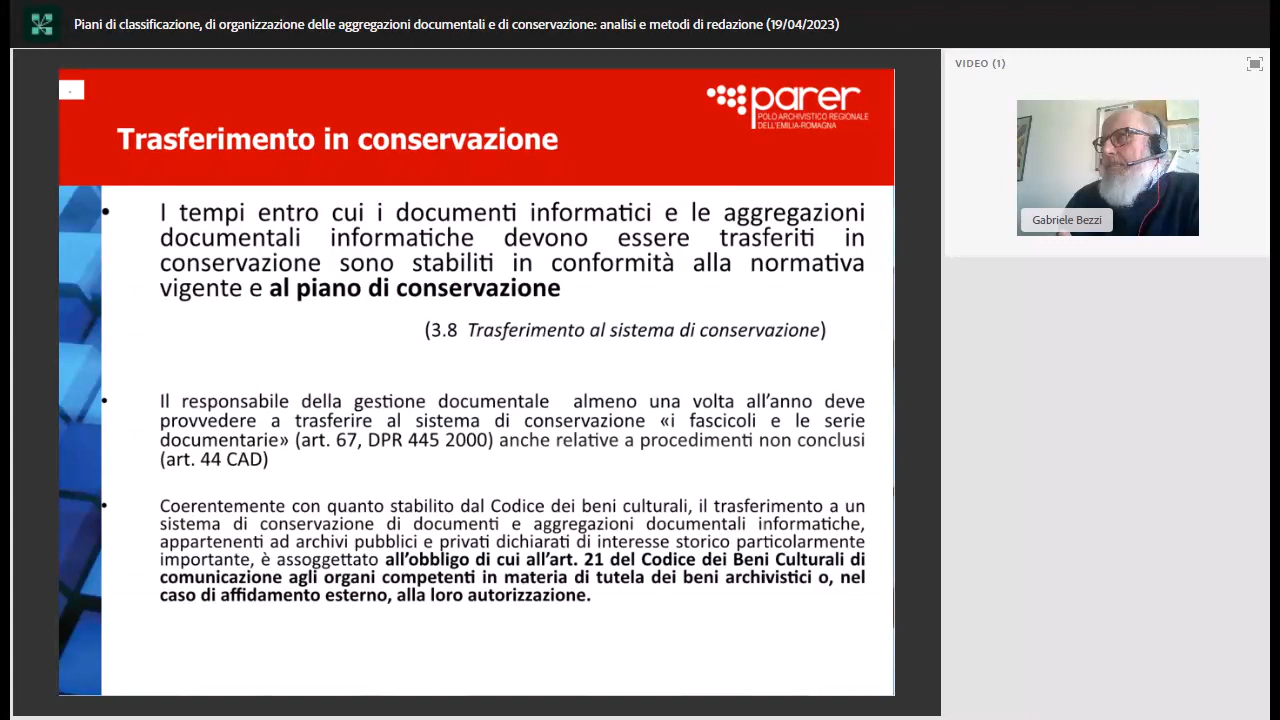 Piani di classificazione, di organizzazione delle aggregazioni documentali e di conservazione: analisi e metodi di redazione (19/04/2023)
VIDEO (1)
parer
POLO ARCHIVISTICO REGIONALE
DELL'EMILIA-ROMAGNA
Trasferimento in conservazione
• I tempi entro cui i documenti informatici e le aggregazioni
documentali informatiche devono essere trasferiti in
conservazione sono stabiliti in conformità alla normativa
vigente e al piano di conservazione
(3.8 Trasferimento al sistema di conservazione)
• Il responsabile della gestione documentale almeno una volta all'anno deve
provvedere a trasferire al sistema di conservazione «i fascicoli e le serie
documentarie» (art. 67, DPR 445 2000) anche relative a procedimenti non conclusi
(art. 44 CAD)
• Coerentemente con quanto stabilito dal Codice dei beni culturali, il trasferimento a un
sistema di conservazione di documenti e aggregazioni documentali informatiche,
appartenenti ad archivi pubblici e privati dichiarati di interesse storico particolarmente
importante, è assoggettato all'obbligo di cui all'art. 21 del Codice dei Beni Culturali di
comunicazione agli organi competenti in materia di tutela dei beni archivistici o, nel
caso di affidamento esterno, alla loro autorizzazione.
Gabriele Bezzi